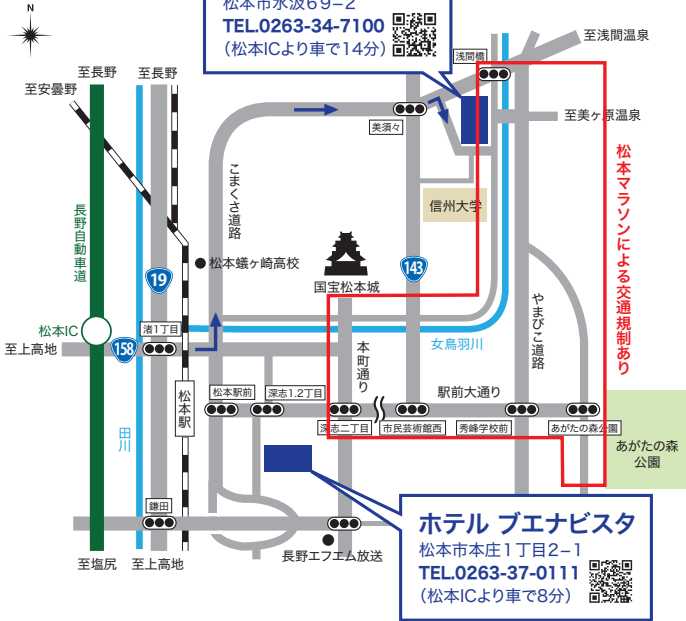 松本市水汲69−2
TEL.0263-34-7100
（松本ICより車で14分）
N
至浅間温泉
浅間橋
至長野
至長野
至安曇野
至美ヶ原温泉
美須々
松本マラソンによる交通規制あり
こまくさ道路
信州大学
長野自動車道
松本蟻ヶ崎高校
19
143
国宝松本城
やまびこ道路
松本IC
渚1丁目
158
至上高地
女鳥羽川
本町通り
松本駅
松本駅前
深志1.2丁目
駅前大通り
深志二丁目
市民芸術館西
秀峰学校前
あがたの森公園
田川
あがたの森
公園
鎌田
ホテル ブエナビスタ
松本市本庄1丁目2−1
TEL.0263-37-0111
（松本ICより車で8分）
長野エフエム放送
至塩尻
至上高地